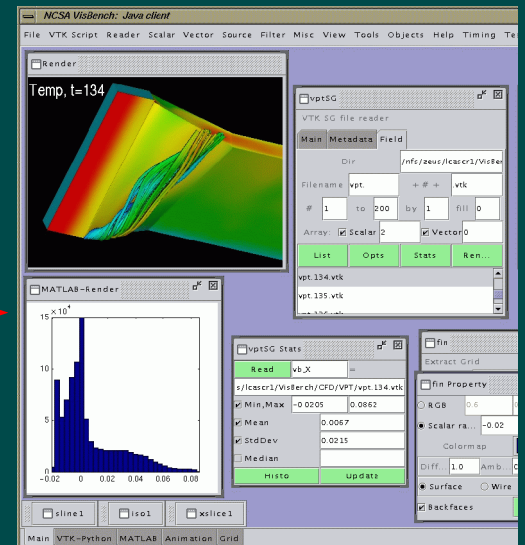 NCSA VisBench: Java client
File VTK Script Reader Scalar Vector Source Filter Misc View Tools Objects Help Timing
Render
Temp, t=134
vptSG
VTK SG file reader
Main Metadata Field
Dir /nfs/zeus/lcascr1/VisBer
Filename vpt. + # + .vtk
# 1 to 200 by 1 fill 0
Array: Scalar 2 Vector 0
List Opts Stats Ren...
vpt.134.vtk
vpt.135.vtk
MATLAB-Render
15 x 10^4
10
5
0
-0.02 0 0.02 0.04 0.06 0.08
vptSG Stats
Read vb_X =
s/lcascr1/VisBerch/CFD/VPT/vpt.134.vtk
Min,Max -0.0205 0.0862
Mean 0.0067
StdDev 0.0215
Median
Histo Update
fin
Extract Grid
fin Property
RGB 0.6
Scalar ra... -0.02
Colormap
Diff... 1.0 Amb...
Surface Wire
Backfaces
sline1 iso1 xslice1
Main VTK-Python MATLAB Animation Grid